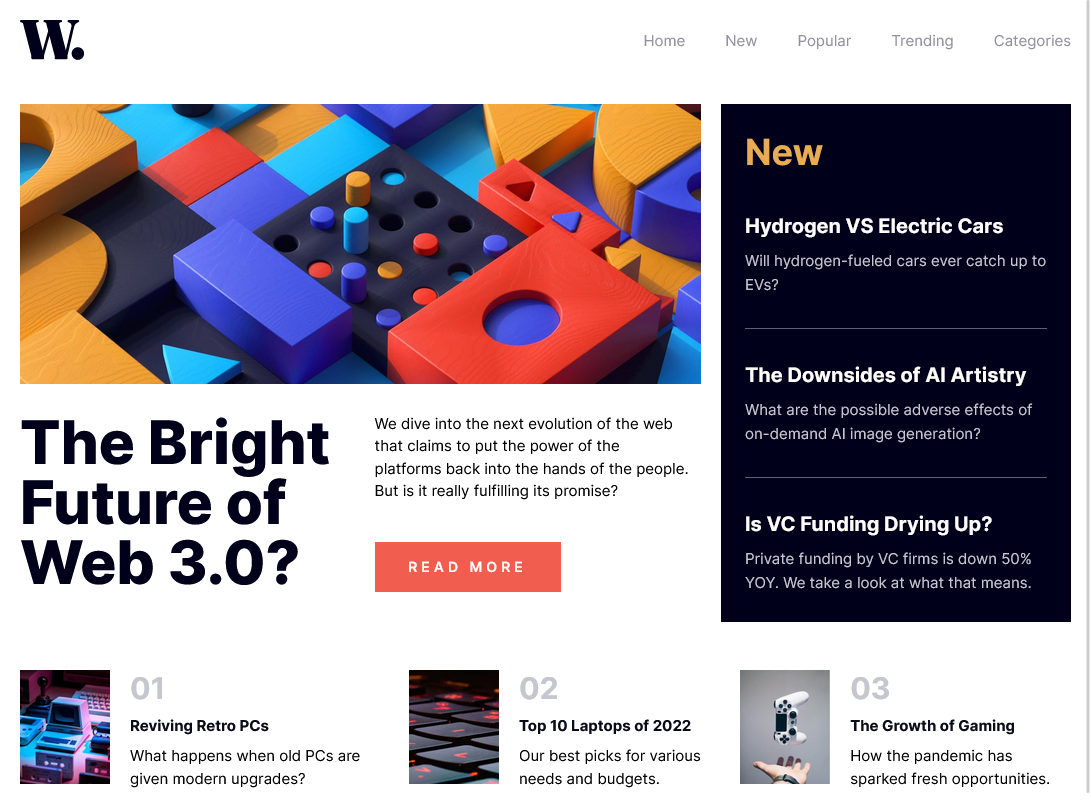 W.
Home New Popular Trending Categories
The Bright
Future of
Web 3.0?
We dive into the next evolution of the web
that claims to put the power of the
platforms back into the hands of the people.
But is it really fulfilling its promise?
READ MORE
New
Hydrogen VS Electric Cars
Will hydrogen-fueled cars ever catch up to
EVs?
The Downsides of AI Artistry
What are the possible adverse effects of
on-demand AI image generation?
Is VC Funding Drying Up?
Private funding by VC firms is down 50%
YOY. We take a look at what that means.
01
Reviving Retro PCs
What happens when old PCs are
given modern upgrades?
02
Top 10 Laptops of 2022
Our best picks for various
needs and budgets.
03
The Growth of Gaming
How the pandemic has
sparked fresh opportunities.